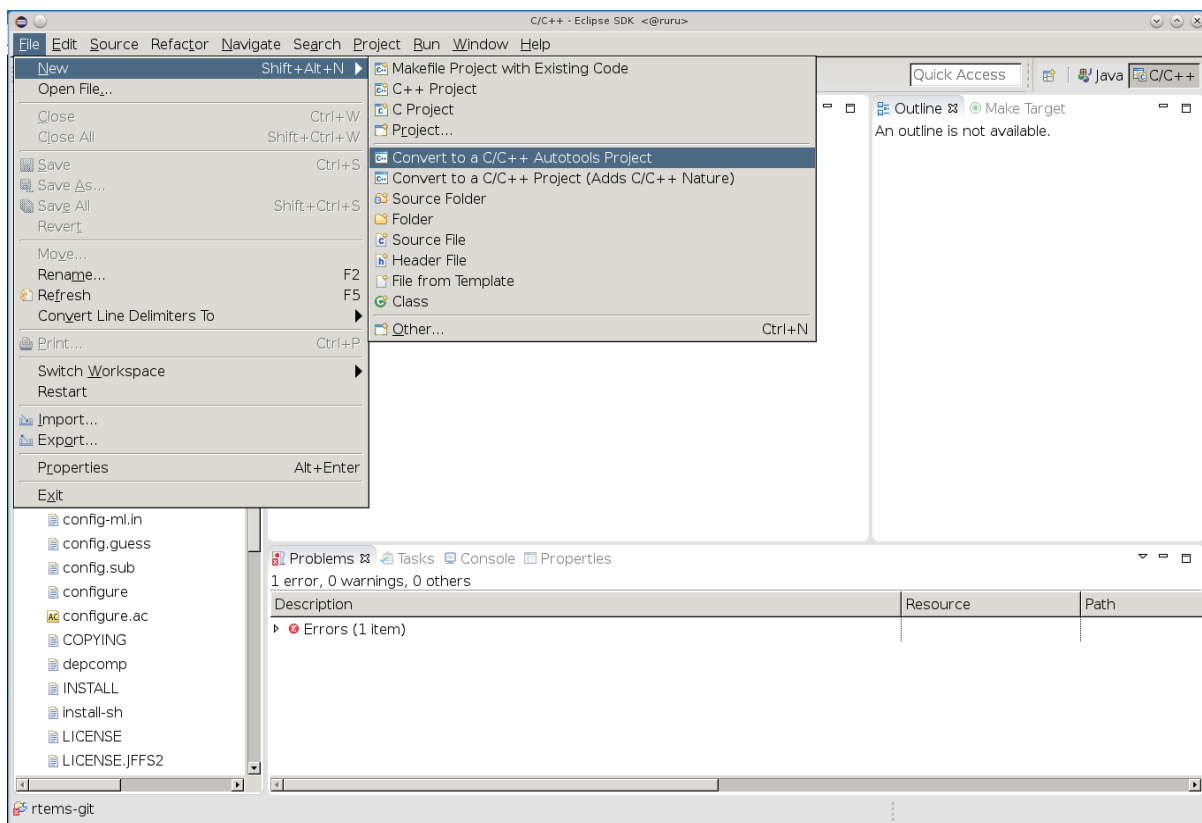 C/C++ - Eclipse SDK <@ruru>
File Edit Source Refactor Navigate Search Project Run Window Help
New Shift+Alt+N
Open File...
Close Ctrl+W
Close All Shift+Ctrl+W
Save Ctrl+S
Save As...
Save All Shift+Ctrl+S
Revert
Move...
Rename... F2
Refresh F5
Convert Line Delimiters To
Print... Ctrl+P
Switch Workspace
Restart
Import...
Export...
Properties Alt+Enter
Exit
Makefile Project with Existing Code
C++ Project
C Project
Project...
Convert to a C/C++ Autotools Project
Convert to a C/C++ Project (Adds C/C++ Nature)
Source Folder
Folder
Source File
Header File
File from Template
Class
Other... Ctrl+N
Quick Access Java C/C++
Outline Make Target
An outline is not available.
config-ml.in
config.guess
config.sub
configure
configure.ac
COPYING
depcomp
INSTALL
install-sh
LICENSE
LICENSE.JFFS2
Problems Tasks Console Properties
1 error, 0 warnings, 0 others
Description Resource Path
Errors (1 item)
rtems-git